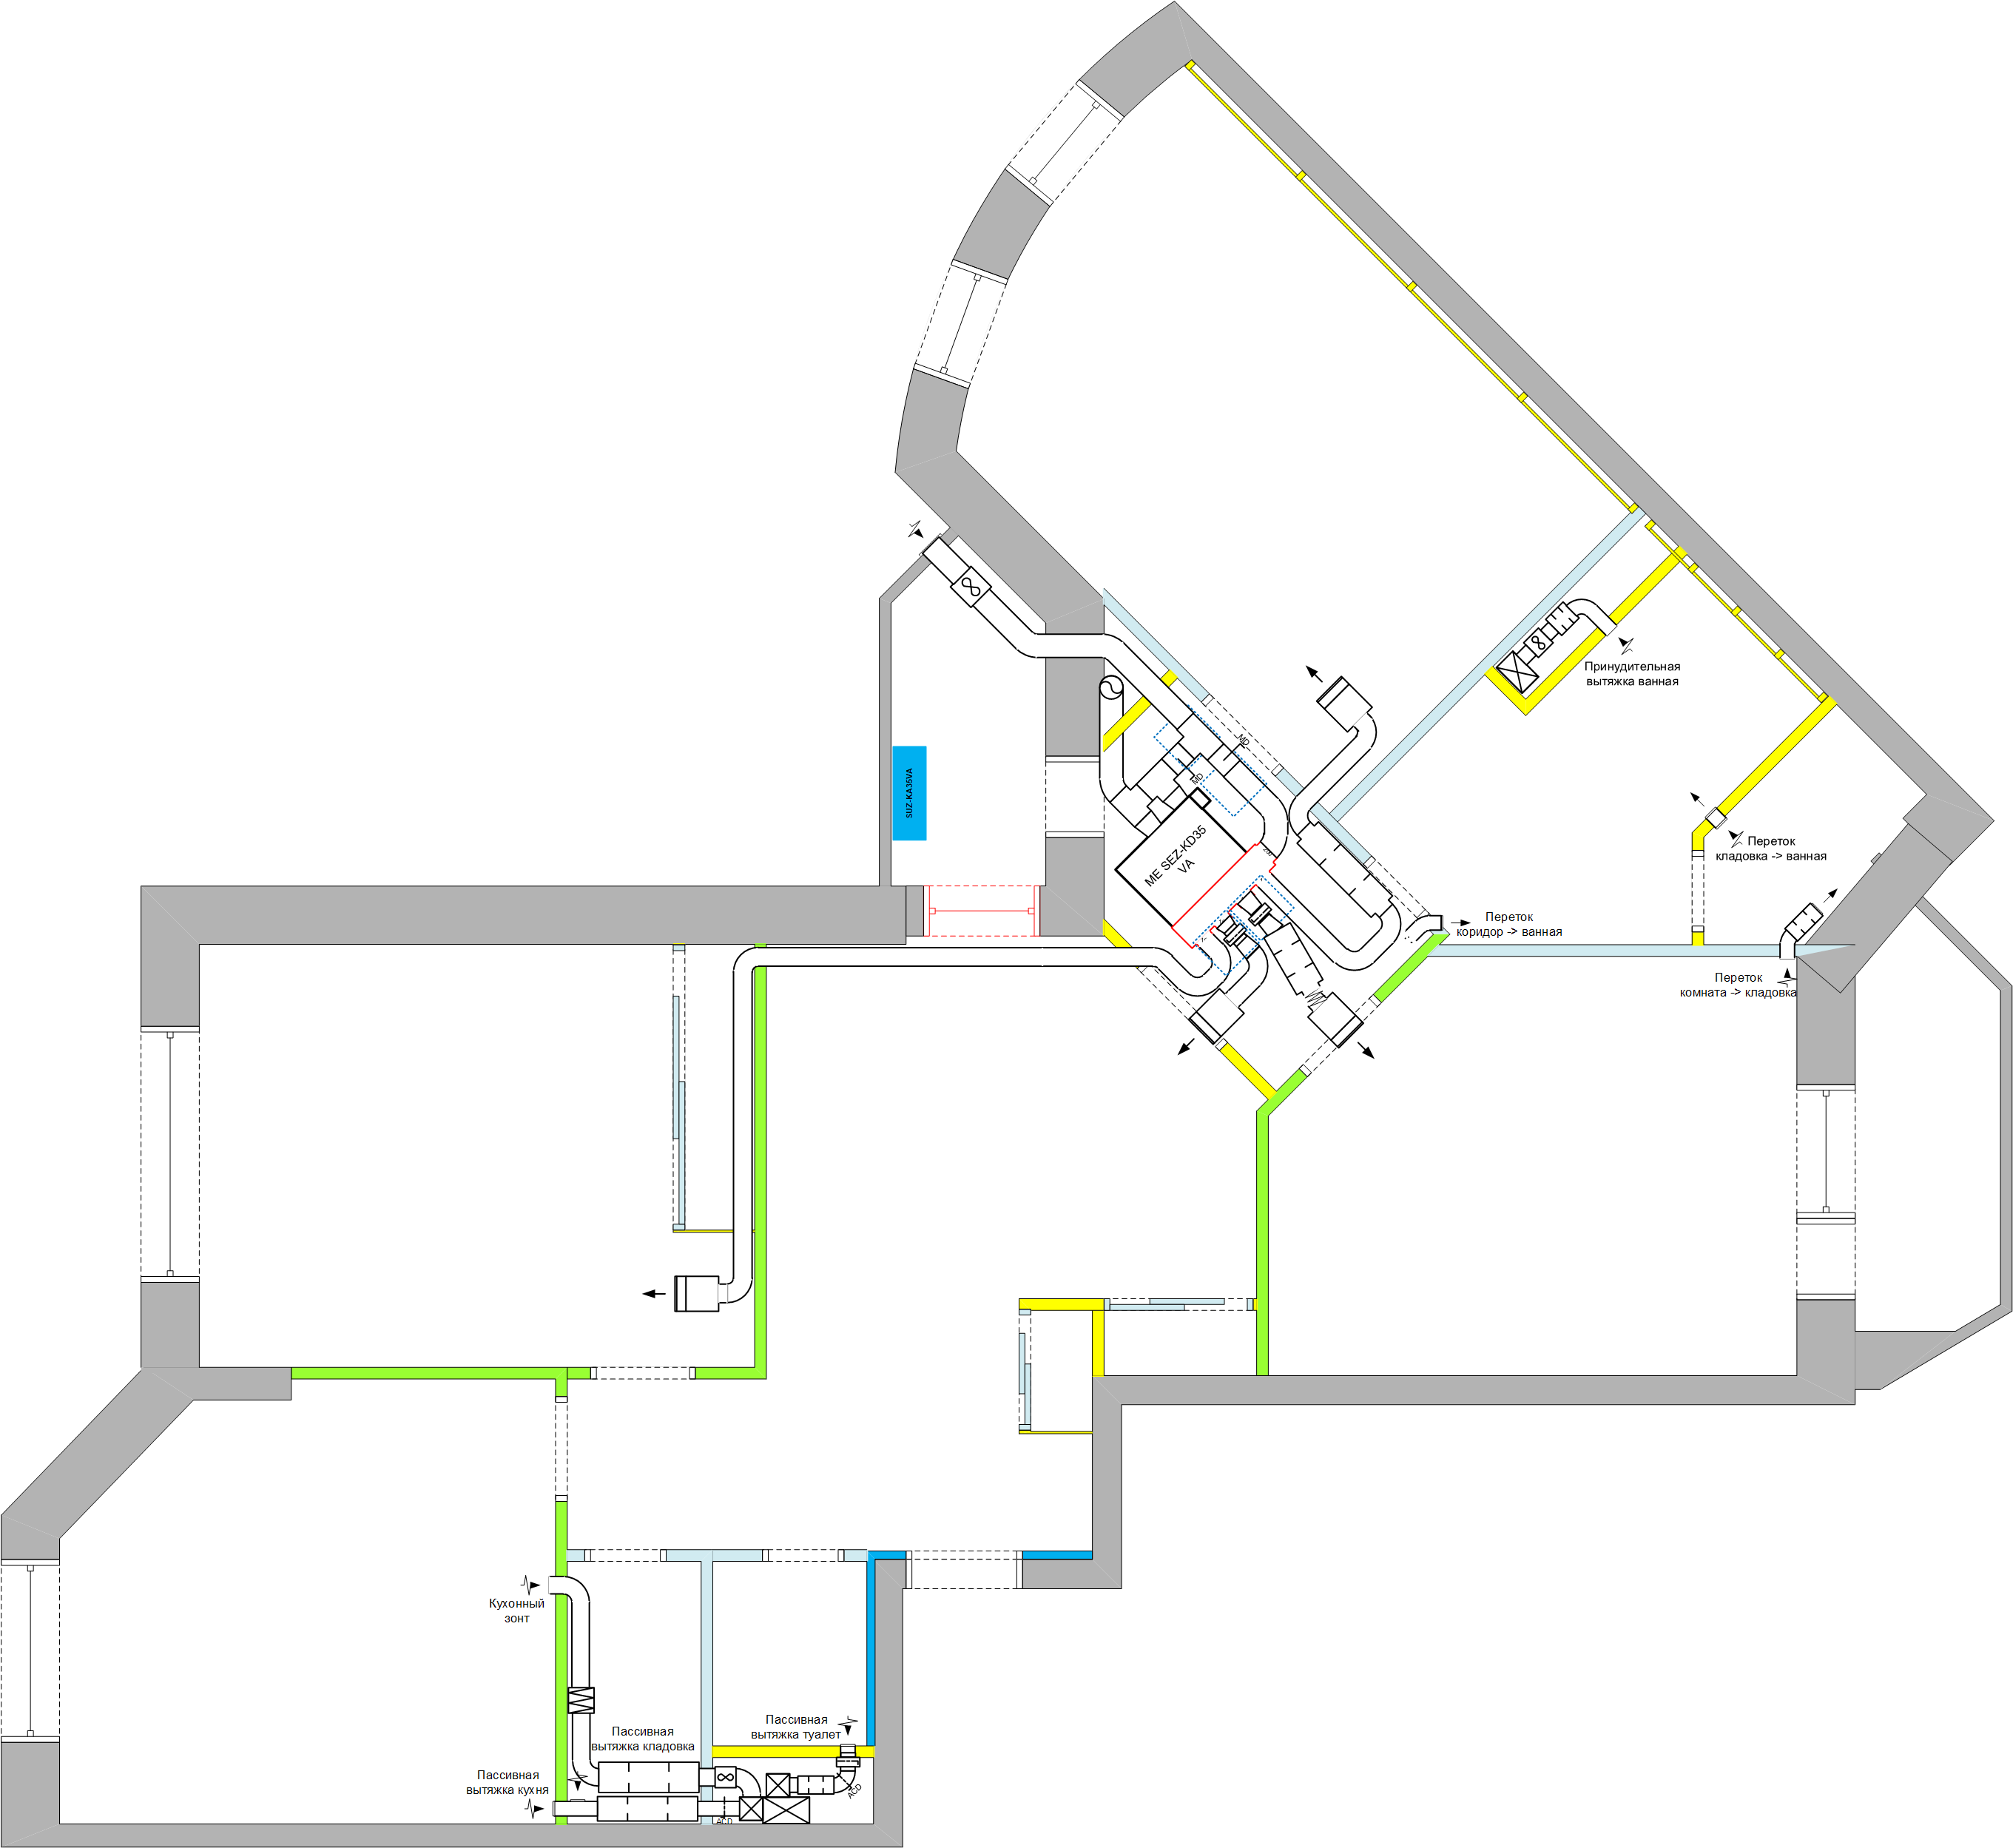 MD
MD
SUZ-KA35VA
ME SEZ-KD35
VA
200
Принудительная
вытяжка ванная
Переток
кладовка -> ванная
Переток
коридор -> ванная
Переток
комната -> кладовка
Кухонный
зонт
Пассивная
вытяжка туалет
Пассивная
вытяжка кладовка
Пассивная
вытяжка кухня
ACD
ACD